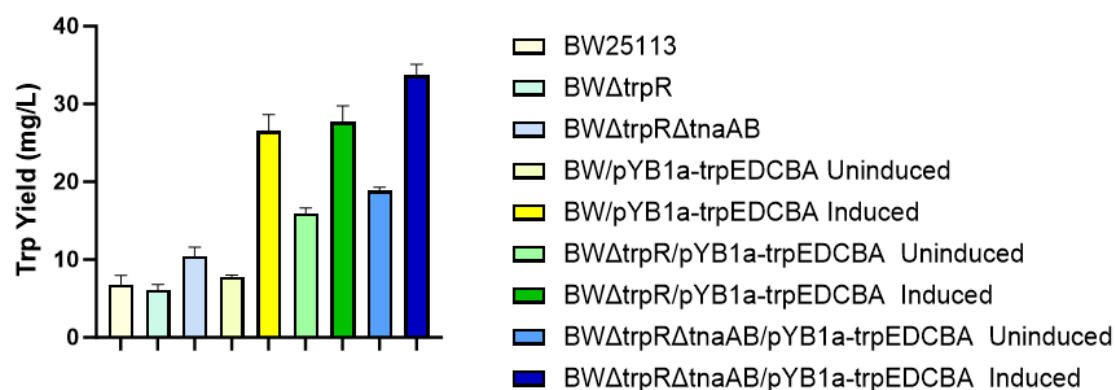 Trp Yield (mg/L)
40
30
20
10
0
BW25113
BWΔtrpR
BWΔtrpRΔtnaAB
BW/pYB1a-trpEDCBA Uninduced
BW/pYB1a-trpEDCBA Induced
BWΔtrpR/pYB1a-trpEDCBA Uninduced
BWΔtrpR/pYB1a-trpEDCBA Induced
BWΔtrpRΔtnaAB/pYB1a-trpEDCBA Uninduced
BWΔtrpRΔtnaAB/pYB1a-trpEDCBA Induced